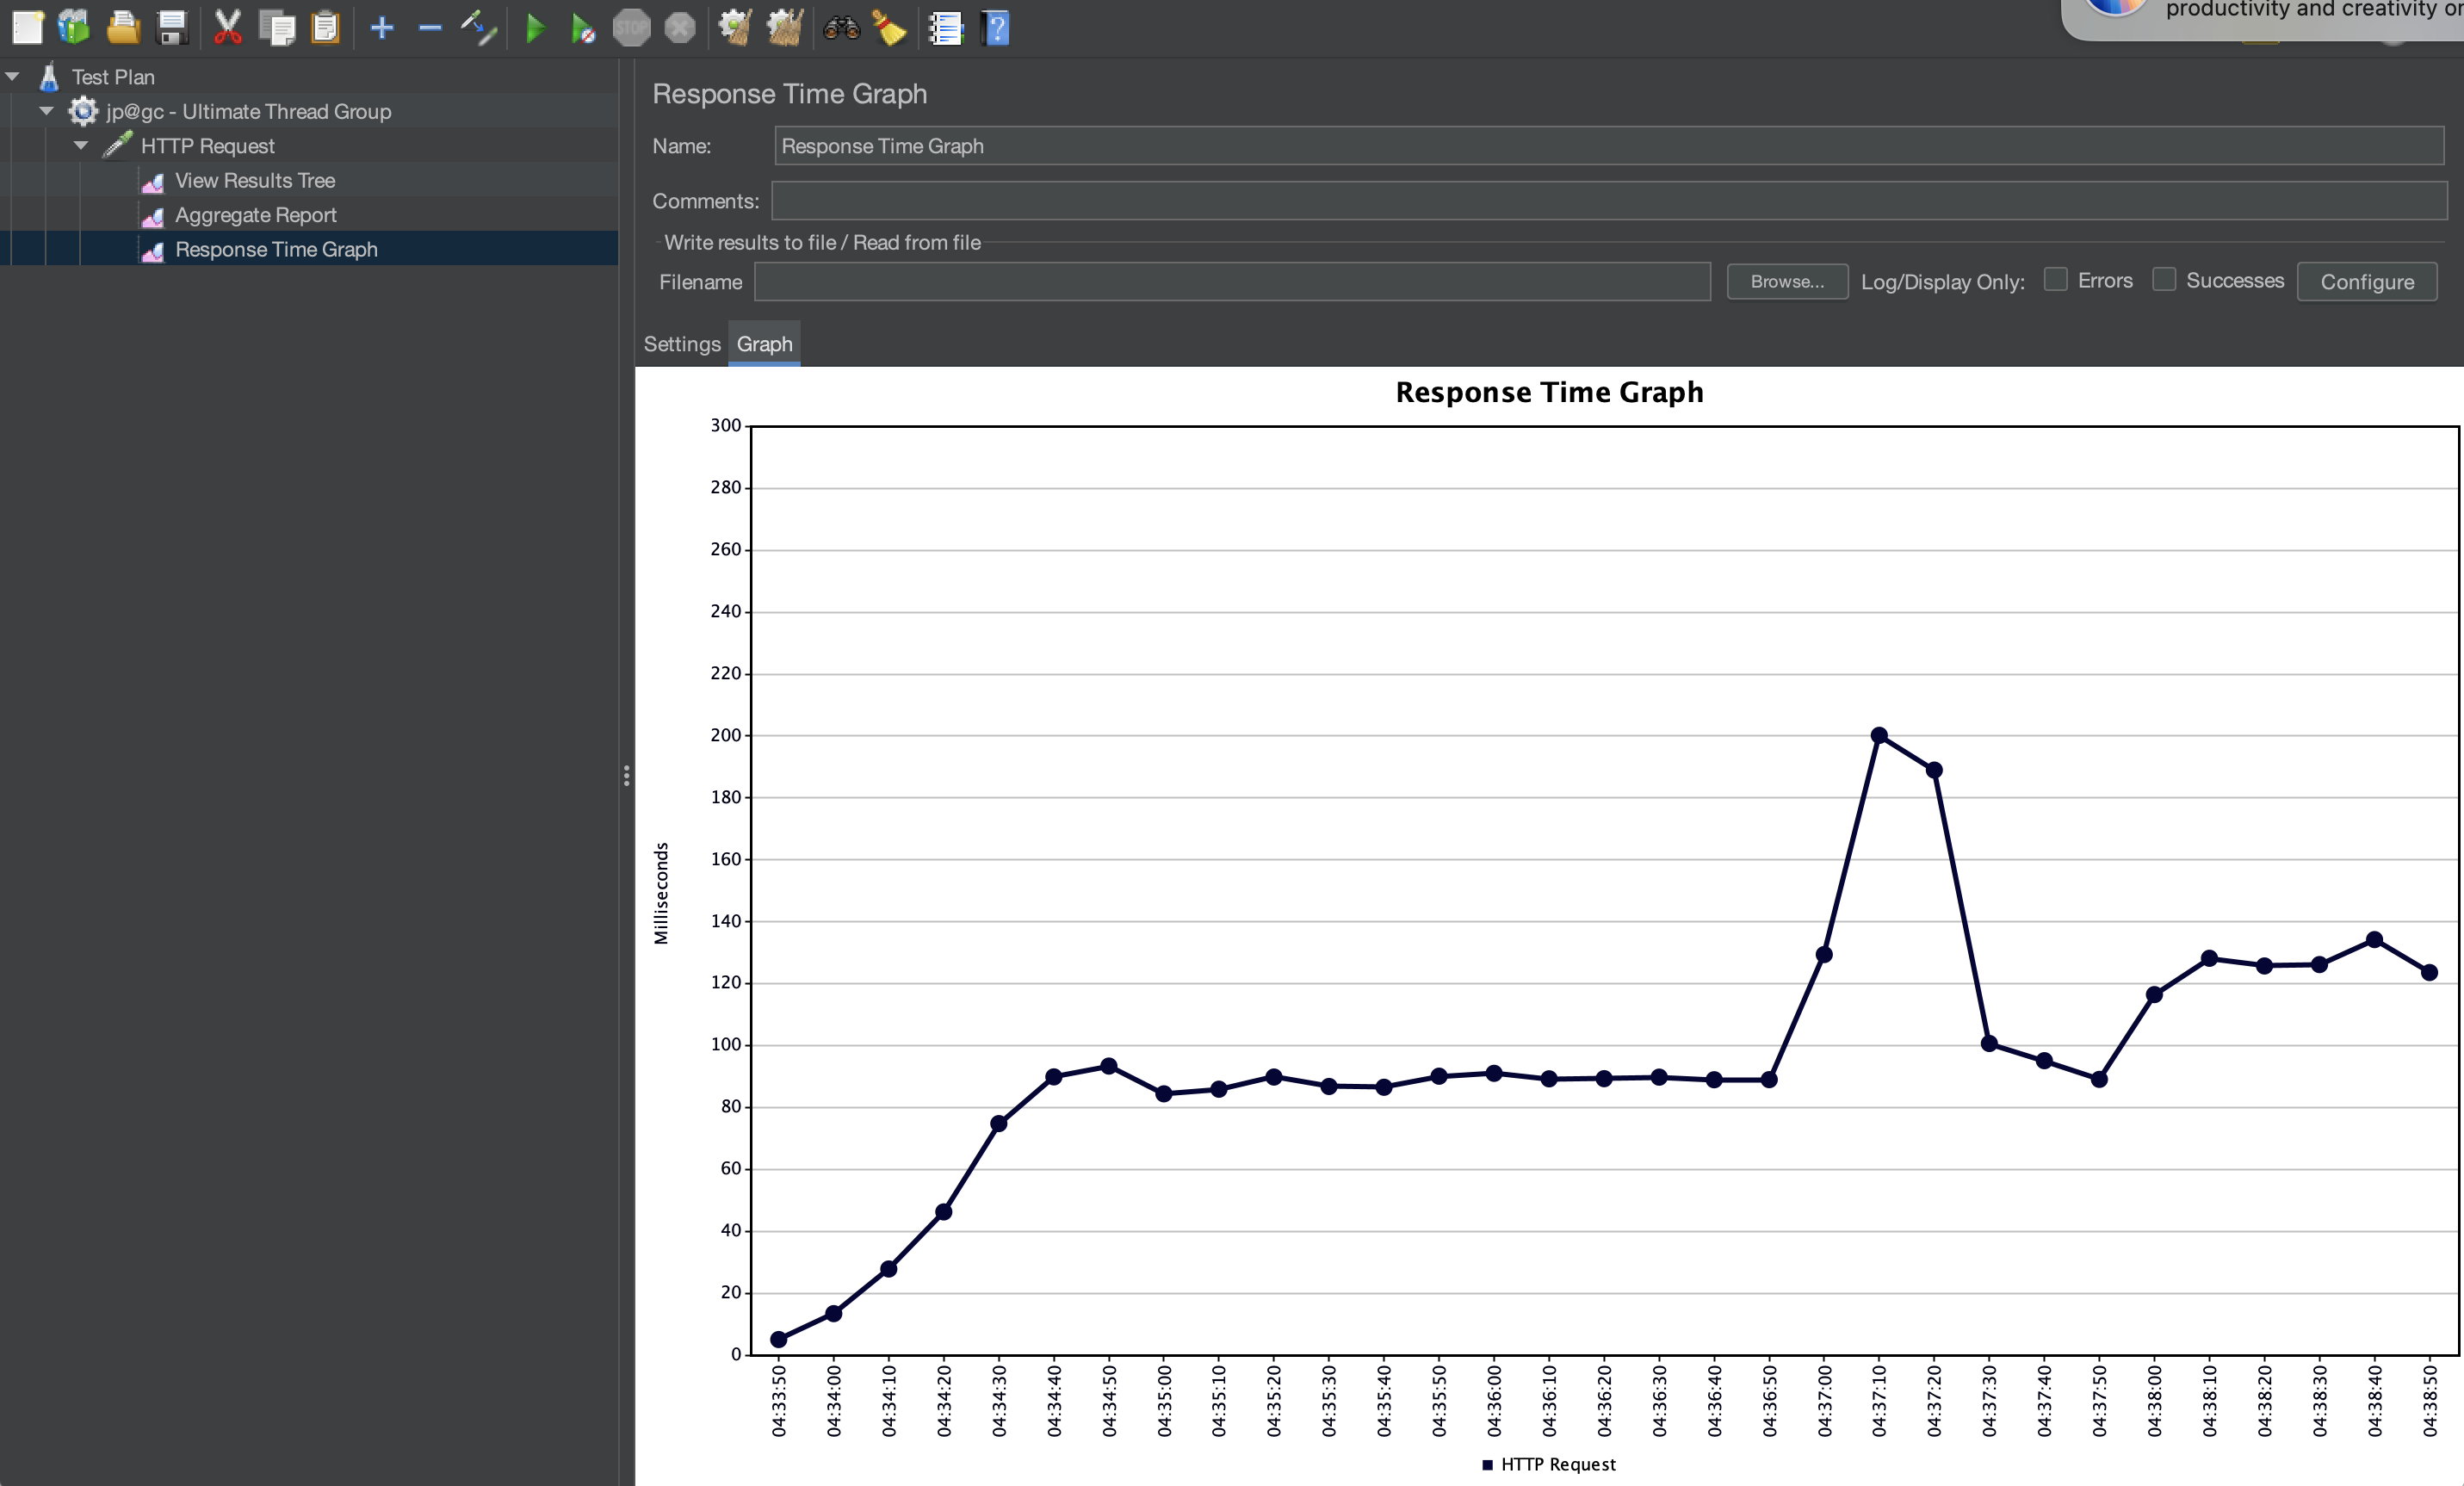 productivity and creativity or
STOP
Test Plan
jp@gc - Ultimate Thread Group
HTTP Request
View Results Tree
Aggregate Report
Response Time Graph
Response Time Graph
Name: Response Time Graph
Comments:
Write results to file / Read from file
Filename Browse... Log/Display Only: Errors Successes Configure
Settings Graph
Response Time Graph
Milliseconds
300
280
260
240
220
200
180
160
140
120
100
80
60
40
20
0
04:33:50 04:34:00 04:34:10 04:34:20 04:34:30 04:34:40 04:34:50 04:35:00 04:35:10 04:35:20 04:35:30 04:35:40 04:35:50 04:36:00 04:36:10 04:36:20 04:36:30 04:36:40 04:36:50 04:37:00 04:37:10 04:37:20 04:37:30 04:37:40 04:37:50 04:38:00 04:38:10 04:38:20 04:38:30 04:38:40 04:38:50
HTTP Request